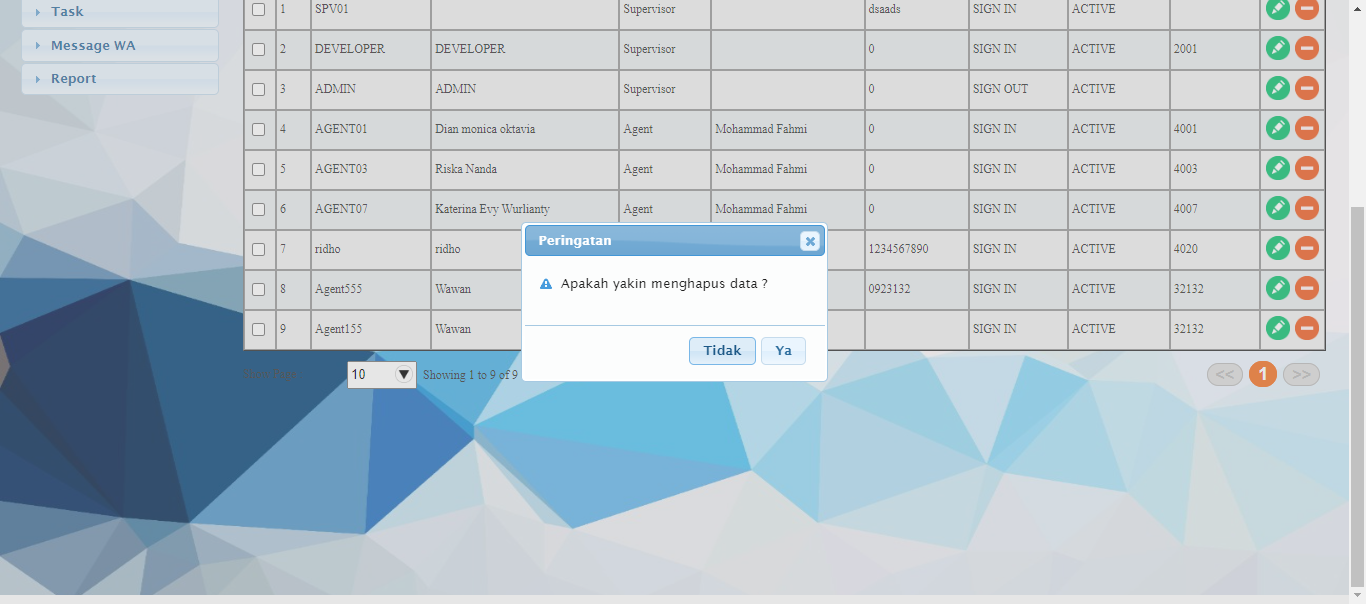 Task
Message WA
Report
1 SPV01 Supervisor dsaads SIGN IN ACTIVE
2 DEVELOPER DEVELOPER Supervisor 0 SIGN IN ACTIVE 2001
3 ADMIN ADMIN Supervisor 0 SIGN OUT ACTIVE
4 AGENT01 Dian monica oktavia Agent Mohammad Fahmi 0 SIGN IN ACTIVE 4001
5 AGENT03 Riska Nanda Agent Mohammad Fahmi 0 SIGN IN ACTIVE 4003
6 AGENT07 Katerina Evy Wurlianty Agent Mohammad Fahmi 0 SIGN IN ACTIVE 4007
7 ridho ridho 1234567890 SIGN IN ACTIVE 4020
8 Agent555 Wawan 0923132 SIGN IN ACTIVE 32132
9 Agent155 Wawan SIGN IN ACTIVE 32132
Peringatan
Apakah yakin menghapus data ?
Tidak Ya
10 Showing 1 to 9 of 9 << 1 >>